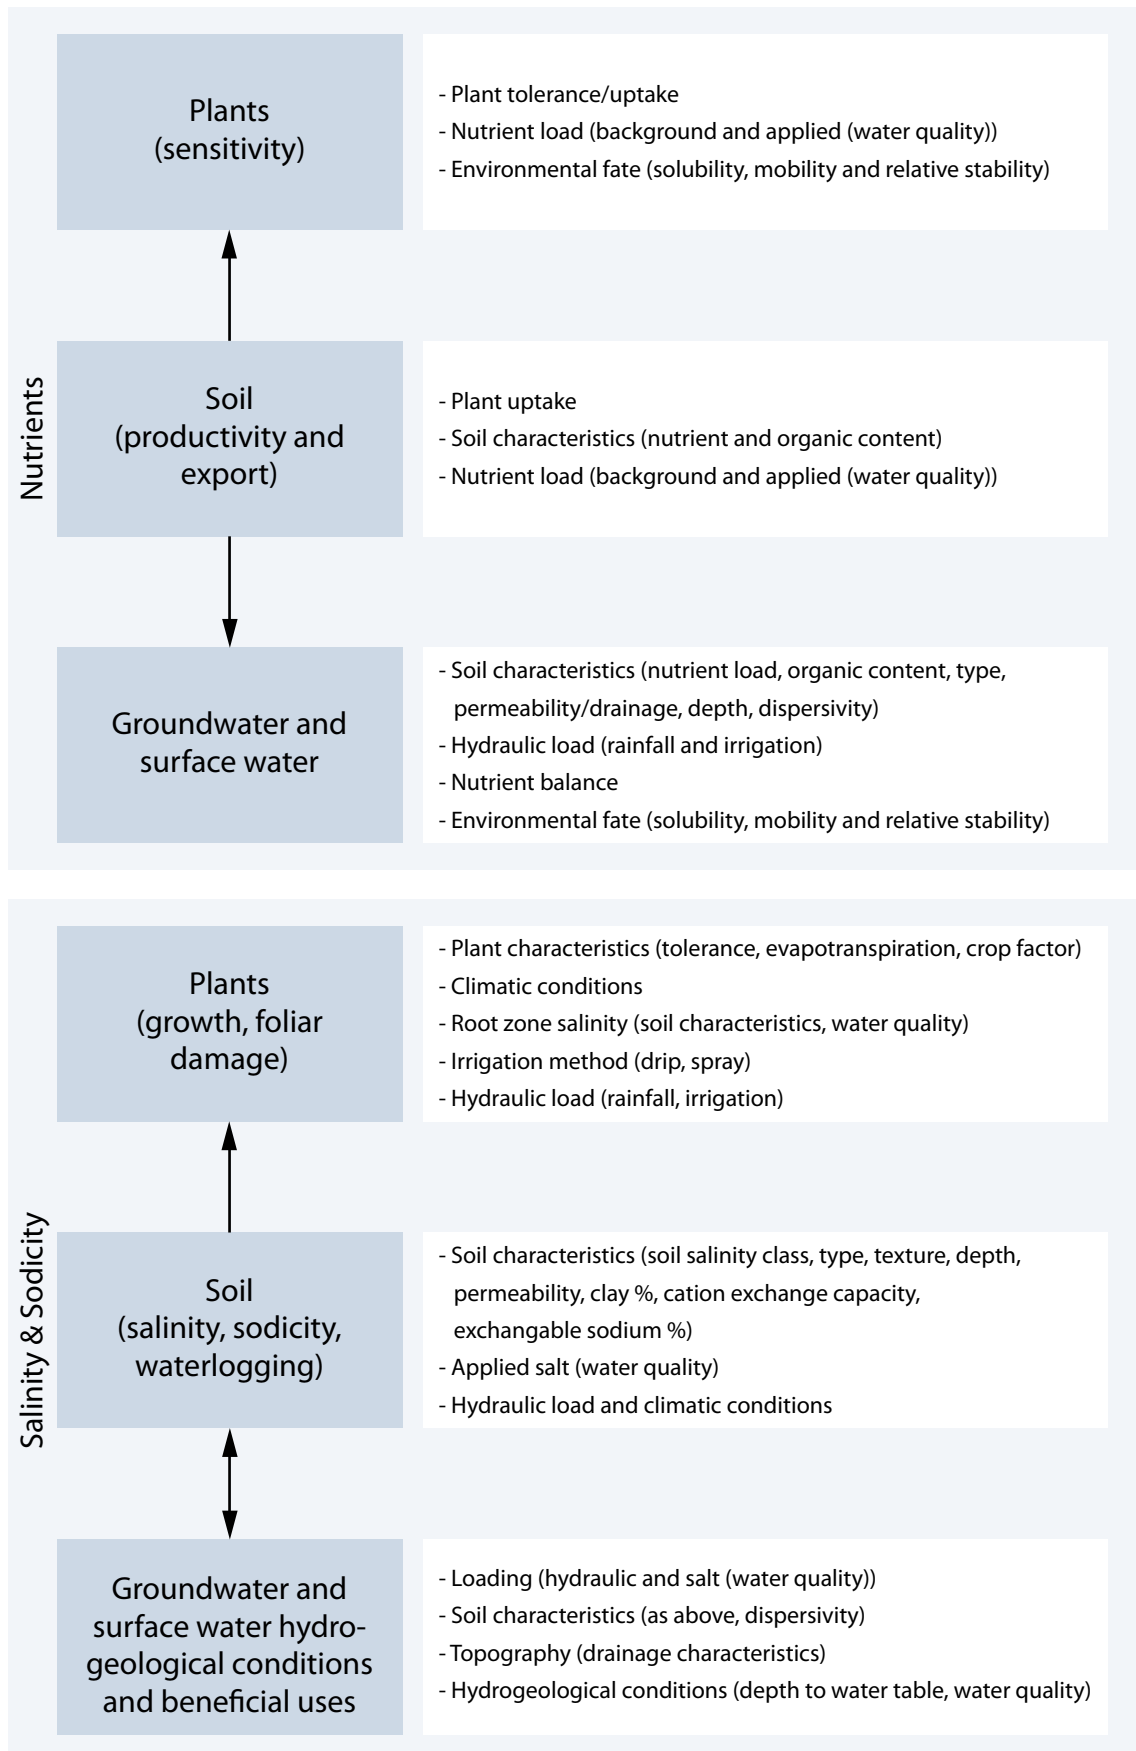 Nutrients
Plants
(sensitivity)
- Plant tolerance/uptake
- Nutrient load (background and applied (water quality))
- Environmental fate (solubility, mobility and relative stability)
Soil
(productivity and
export)
- Plant uptake
- Soil characteristics (nutrient and organic content)
- Nutrient load (background and applied (water quality))
Groundwater and
surface water
- Soil characteristics (nutrient load, organic content, type,
permeability/drainage, depth, dispersivity)
- Hydraulic load (rainfall and irrigation)
- Nutrient balance
- Environmental fate (solubility, mobility and relative stability)
Salinity & Sodicity
Plants
(growth, foliar
damage)
- Plant characteristics (tolerance, evapotranspiration, crop factor)
- Climatic conditions
- Root zone salinity (soil characteristics, water quality)
- Irrigation method (drip, spray)
- Hydraulic load (rainfall, irrigation)
Soil
(salinity, sodicity,
waterlogging)
- Soil characteristics (soil salinity class, type, texture, depth,
permeability, clay %, cation exchange capacity,
exchangable sodium %)
- Applied salt (water quality)
- Hydraulic load and climatic conditions
Groundwater and
surface water hydro-
geological conditions
and beneficial uses
- Loading (hydraulic and salt (water quality))
- Soil characteristics (as above, dispersivity)
- Topography (drainage characteristics)
- Hydrogeological conditions (depth to water table, water quality)